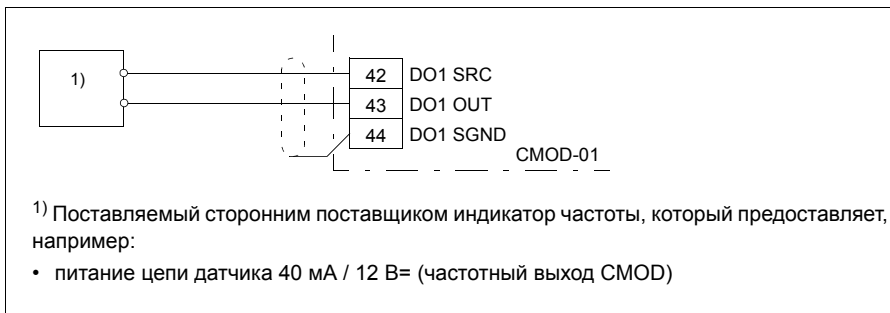 1)
42 DO1 SRC
43 DO1 OUT
44 DO1 SGND
CMOD-01
1) Поставляемый сторонним поставщиком индикатор частоты, который предоставляет,
например:
• питание цепи датчика 40 мА / 12 В= (частотный выход CMOD)